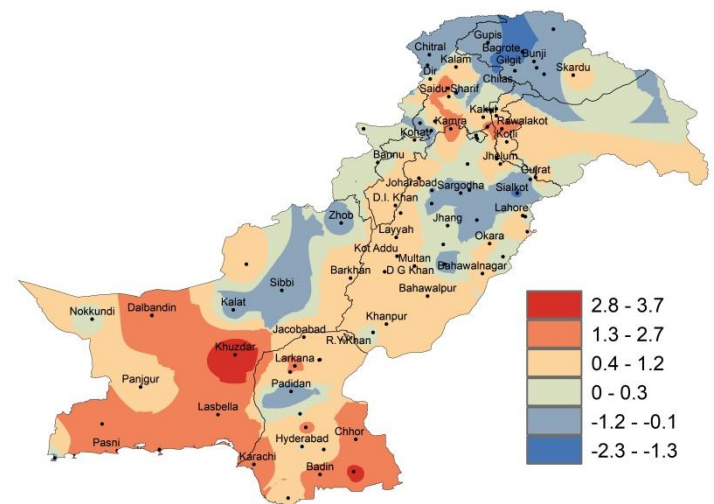 Gupis
Chitral
Bagrote
Bunji
Kalam
Gilgit
Skardu
Dir
Chilas
Saidu Sharif
Kakul
Kamra
Rawalakot
Kohat
Kotli
Bannu
Jhelum
Gujrat
Joharabad
Sargodha
Sialkot
D.I. Khan
Zhob
Jhang
Lahore
Layyah
Okara
Kot Addu
Multan
Sibbi
Barkhan
D G Khan
Bahawalnagar
Kalat
Bahawalpur
Nokkundi
Dalbandin
Khanpur
Jacobabad
R.Y.Khan
Khuzdar
Larkana
Panjgur
Padidan
Lasbella
Pasni
Hyderabad
Chhor
Karachi
Badin
2.8 - 3.7
1.3 - 2.7
0.4 - 1.2
0 - 0.3
-1.2 - -0.1
-2.3 - -1.3